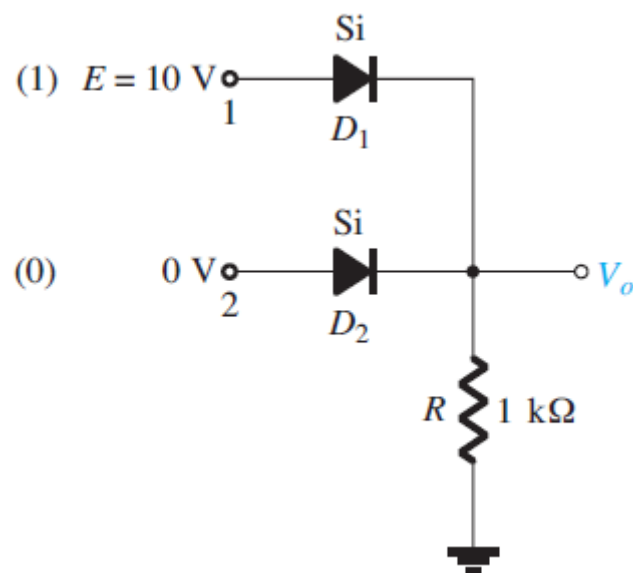 Si
(1) E = 10 V
1
D₁
Si
(0) 0 V
2
D₂
Vₒ
R 1 kΩ